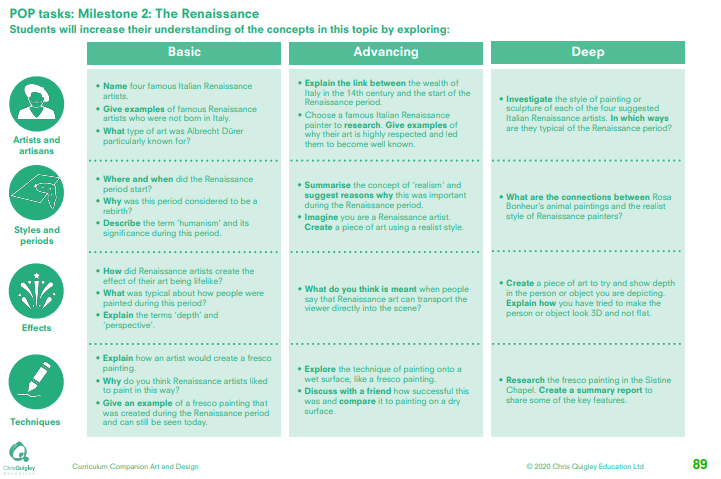 POP tasks: Milestone 2: The Renaissance
Students will increase their understanding of the concepts in this topic by exploring:
Basic
Advancing
Deep
Artists and
artisans
• Name four famous Italian Renaissance
artists.
• Give examples of famous Renaissance
artists who were not born in Italy.
• What type of art was Albrecht Dürer
particularly known for?
• Explain the link between the wealth of
Italy in the 14th century and the start of the
Renaissance period.
• Choose a famous Italian Renaissance
painter to research. Give examples of
why their art is highly respected and led
them to become well known.
• Investigate the style of painting or
sculpture of each of the four suggested
Italian Renaissance artists. In which ways
are they typical of the Renaissance period?
Styles and
periods
• Where and when did the Renaissance
period start?
• Why was this period considered to be a
rebirth?
• Describe the term ‘humanism’ and its
significance during this period.
• Summarise the concept of ‘realism’ and
suggest reasons why this was important
during the Renaissance period.
• Imagine you are a Renaissance artist.
Create a piece of art using a realist style.
• What are the connections between Rosa
Bonheur’s animal paintings and the realist
style of Renaissance painters?
Effects
• How did Renaissance artists create the
effect of their art being lifelike?
• What was typical about how people were
painted during this period?
• Explain the terms ‘depth’ and
‘perspective’.
• What do you think is meant when people
say that Renaissance art can transport the
viewer directly into the scene?
• Create a piece of art to try and show depth
in the person or object you are depicting.
Explain how you have tried to make the
person or object look 3D and not flat.
Techniques
• Explain how an artist would create a fresco
painting.
• Why do you think Renaissance artists liked
to paint in this way?
• Give an example of a fresco painting that
was created during the Renaissance period
and can still be seen today.
• Explore the technique of painting onto a
wet surface, like a fresco painting.
• Discuss with a friend how successful this
was and compare it to painting on a dry
surface.
• Research the fresco painting in the Sistine
Chapel. Create a summary report to
share some of the key features.
ChrisQuigley
Education
Curriculum Companion Art and Design
© 2020 Chris Quigley Education Ltd
89